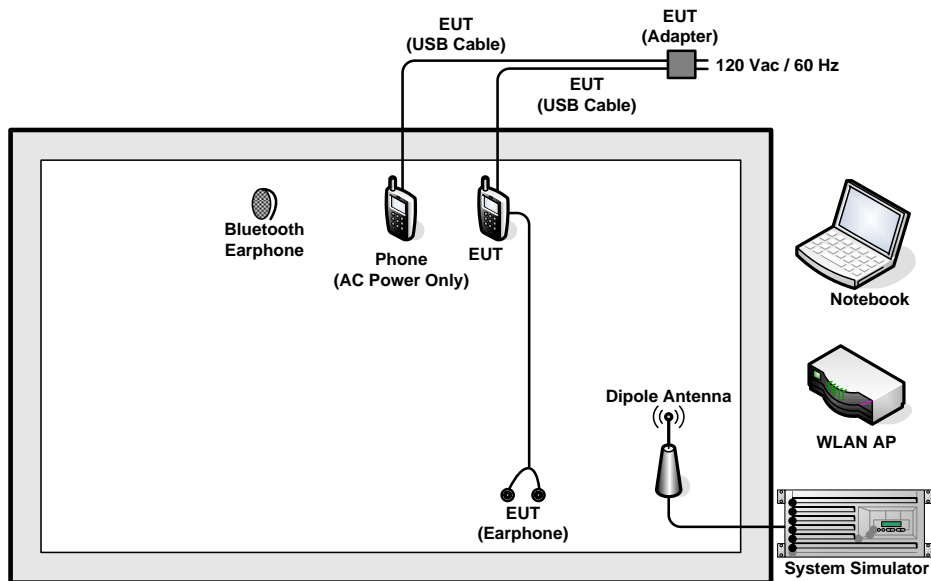 EUT
(USB Cable)
EUT
(Adapter)
120 Vac / 60 Hz
EUT
(USB Cable)
Bluetooth
Earphone
Phone
(AC Power Only)
EUT
Notebook
Dipole Antenna
WLAN AP
EUT
(Earphone)
System Simulator